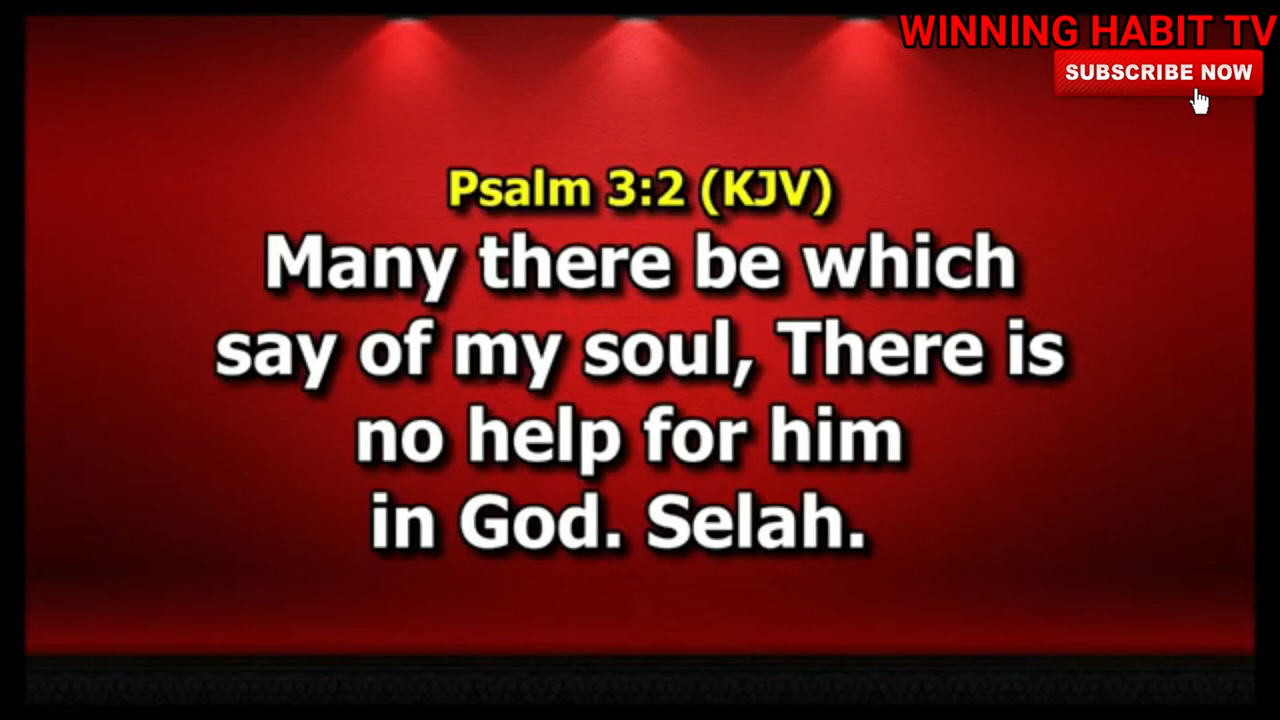 WINNING HABIT TV
SUBSCRIBE NOW
Psalm 3:2 (KJV)
Many there be which
say of my soul, There is
no help for him
in God. Selah.